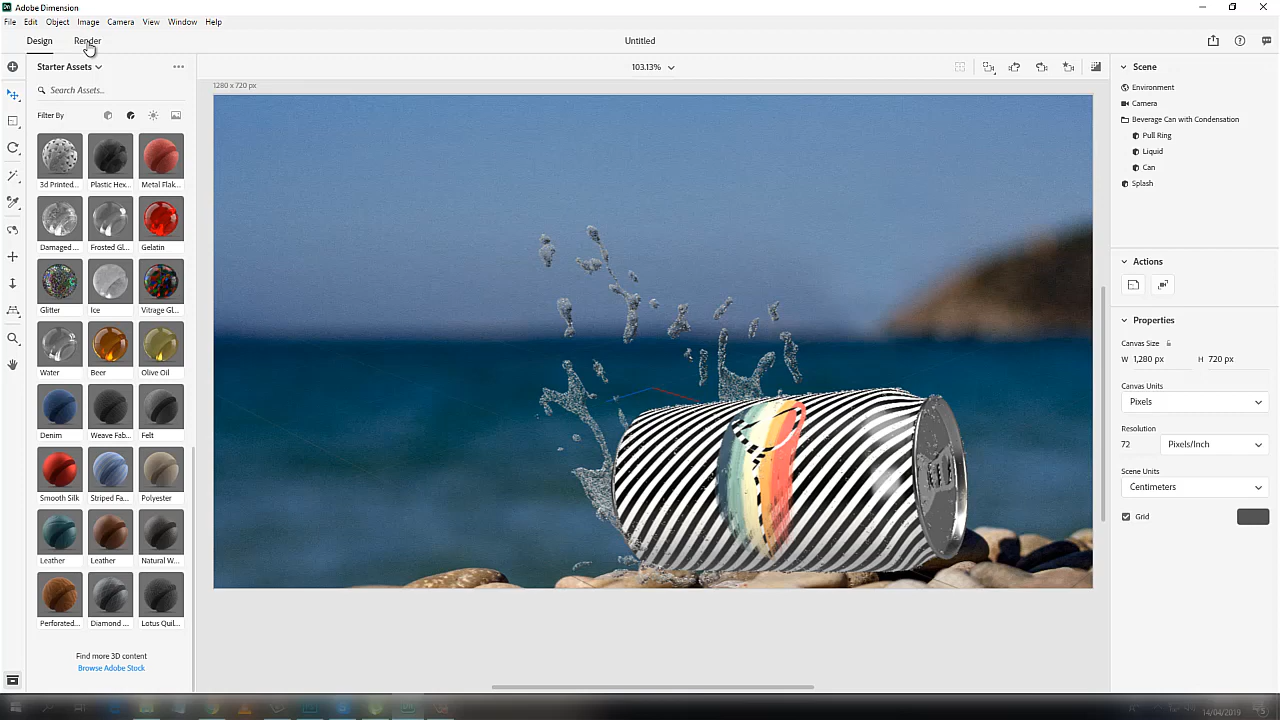 Dn Adobe Dimension
File Edit Object Image Camera View Window Help
Design Render Untitled
Starter Assets
103.13%
Search Assets...
1280 x 720 px
Filter By
3d Printed... Plastic Hex... Metal Flak...
Damaged ... Frosted Gl... Gelatin
Glitter Ice Vitrage Gl...
Water Beer Olive Oil
Denim Weave Fab... Felt
Smooth Silk Striped Fa... Polyester
Leather Leather Natural W...
Perforated... Diamond ... Lotus Quil...
Find more 3D content
Browse Adobe Stock
Scene
Environment
Camera
Beverage Can with Condensation
Pull Ring
Liquid
Can
Splash
Actions
Properties
Canvas Size
W 1,280 px H 720 px
Canvas Units
Pixels
Resolution
72 Pixels/Inch
Scene Units
Centimeters
Grid
14/04/2019